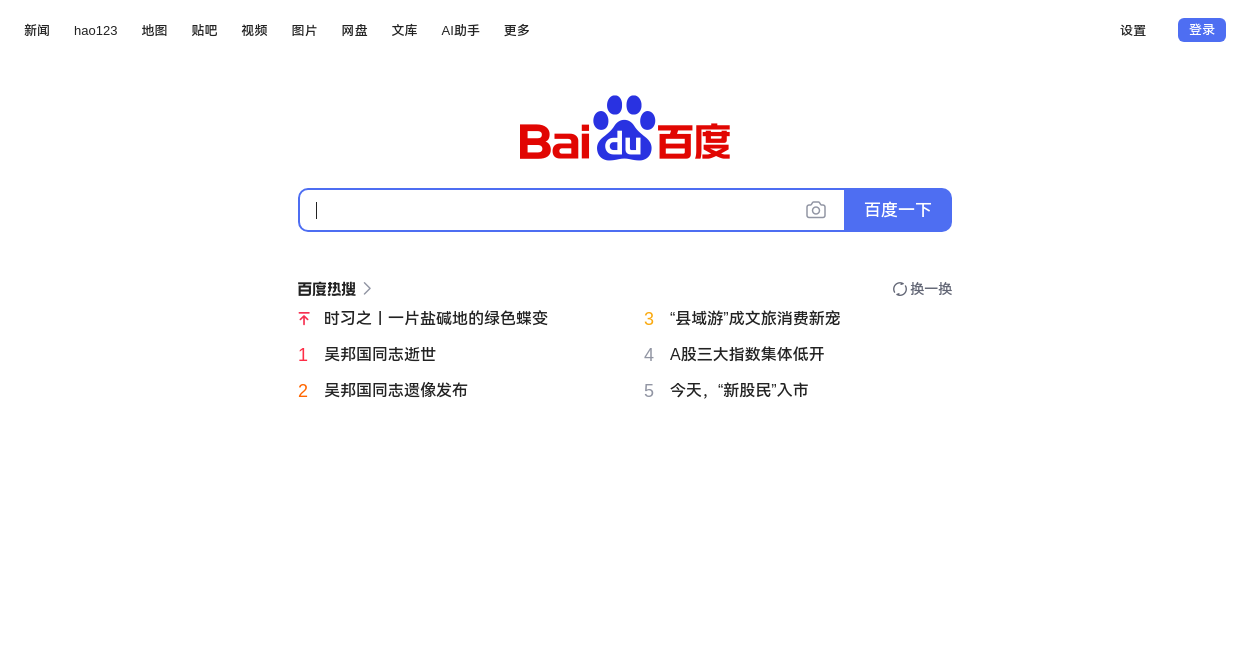 新闻 hao123 地图 贴吧 视频 图片 网盘 文库 AI助手 更多 设置 登录
Bai du 百度
百度一下
百度热搜 换一换
时习之丨一片盐碱地的绿色蝶变
1 吴邦国同志逝世
2 吴邦国同志遗像发布
3 “县域游”成文旅消费新宠
4 A股三大指数集体低开
5 今天，“新股民”入市